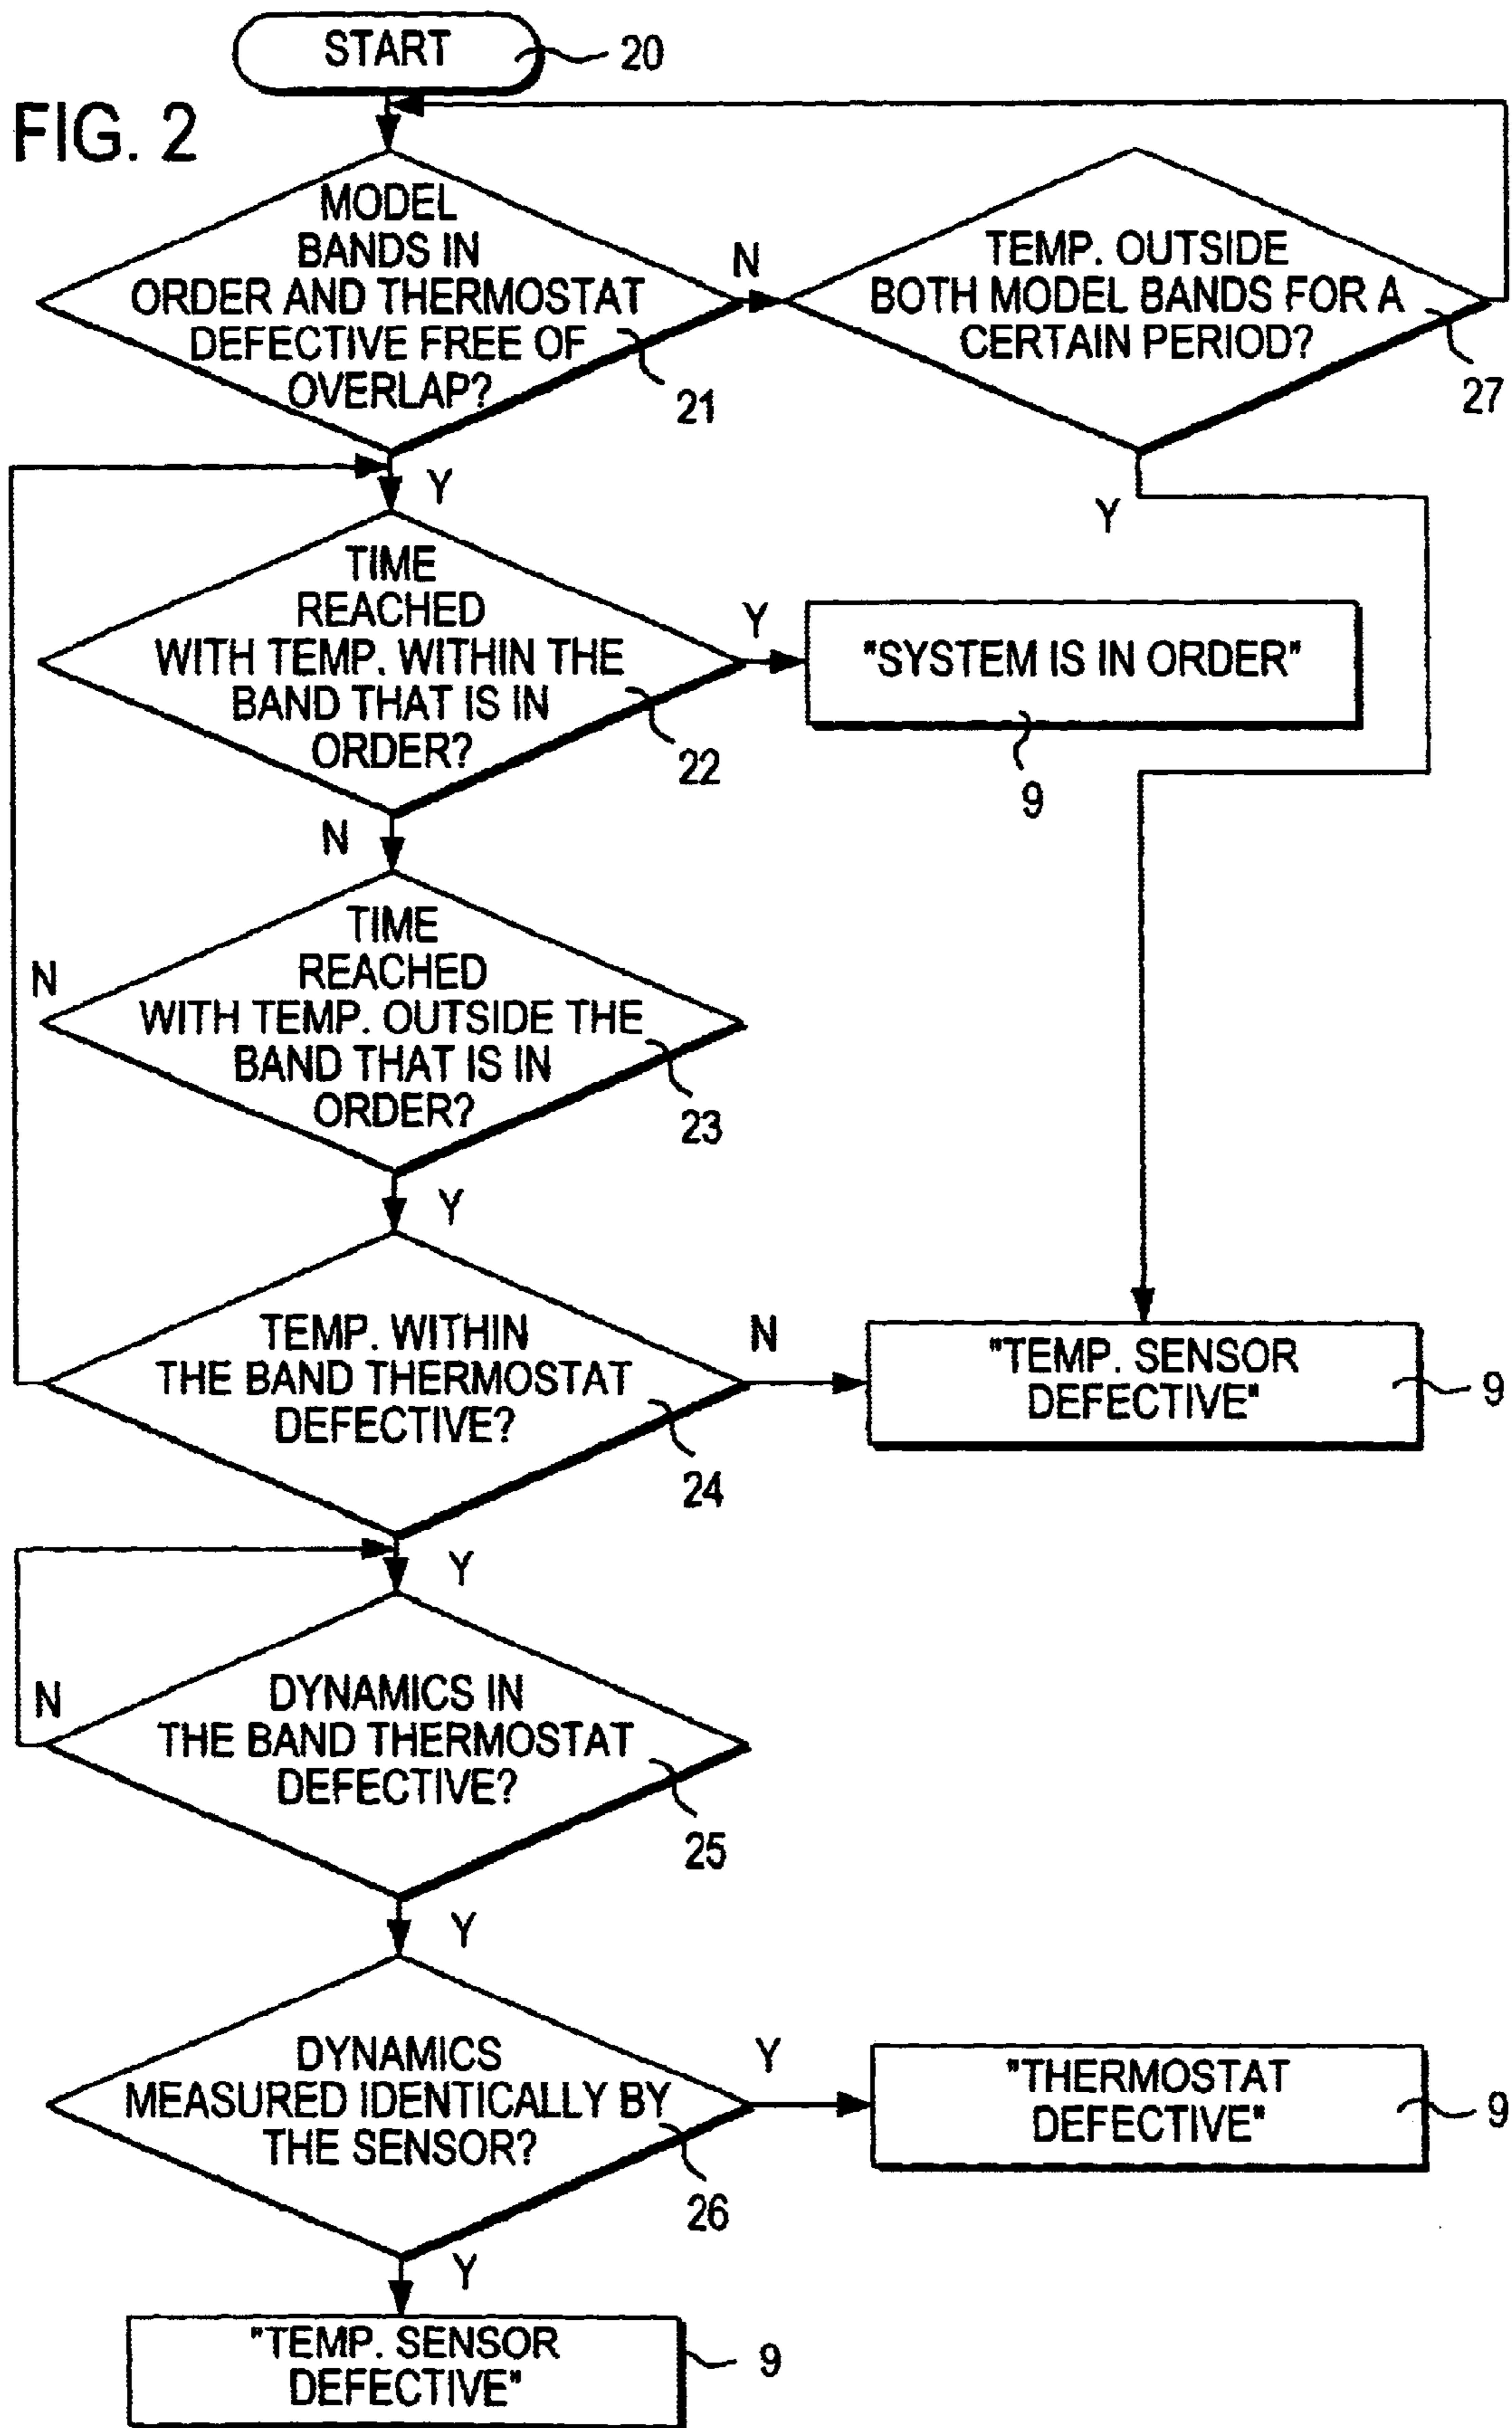 START
20
FIG. 2
MODEL
BANDS IN
ORDER AND THERMOSTAT
DEFECTIVE FREE OF
OVERLAP?
21
N
TEMP. OUTSIDE
BOTH MODEL BANDS FOR A
CERTAIN PERIOD?
27
Y
Y
TIME
REACHED
WITH TEMP. WITHIN THE
BAND THAT IS IN
ORDER?
22
Y
"SYSTEM IS IN ORDER"
9
N
TIME
REACHED
WITH TEMP. OUTSIDE THE
BAND THAT IS IN
ORDER?
23
N
Y
TEMP. WITHIN
THE BAND THERMOSTAT
DEFECTIVE?
24
N
"TEMP. SENSOR
DEFECTIVE"
9
Y
DYNAMICS IN
THE BAND THERMOSTAT
DEFECTIVE?
25
N
Y
DYNAMICS
MEASURED IDENTICALLY BY
THE SENSOR?
26
Y
"THERMOSTAT
DEFECTIVE"
9
Y
"TEMP. SENSOR
DEFECTIVE"
9